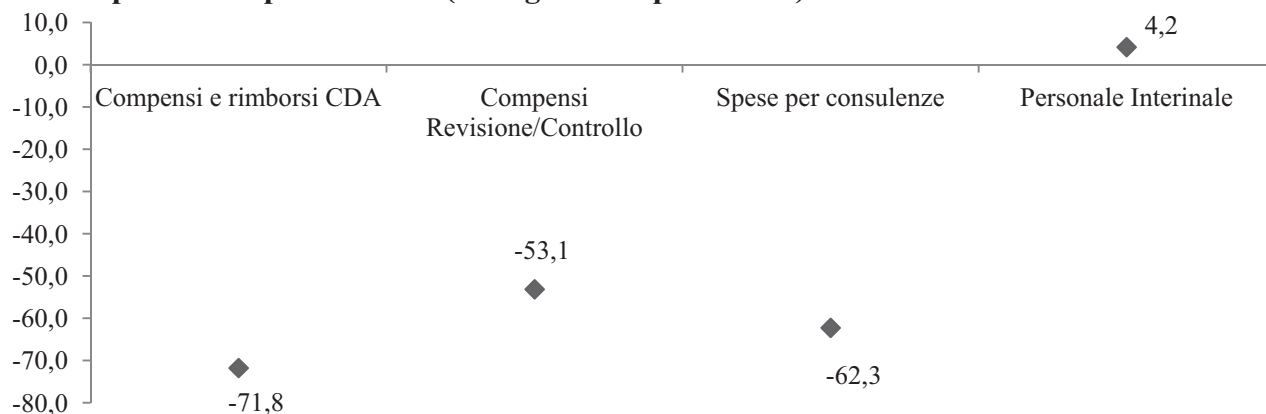 10,0
4,2
0,0
Compensi e rimborsi CDA
Compensi
Revisione/Controllo
Spese per consulenze
Personale Interinale
-10,0
-20,0
-30,0
-40,0
-53,1
-50,0
-60,0
-62,3
-70,0
-71,8
-80,0